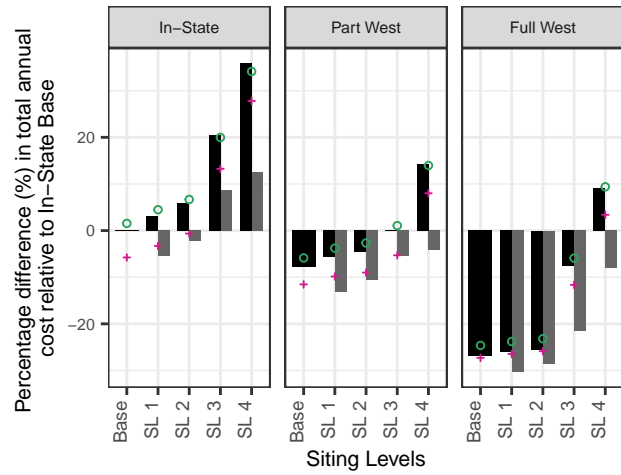 In−State Part West Full West
Percentage difference (%) in total annual
cost relative to In−State Base
20
0
−20
Base SL 1 SL 2 SL 3 SL 4 Base SL 1 SL 2 SL 3 SL 4 Base SL 1 SL 2 SL 3 SL 4
Siting Levels